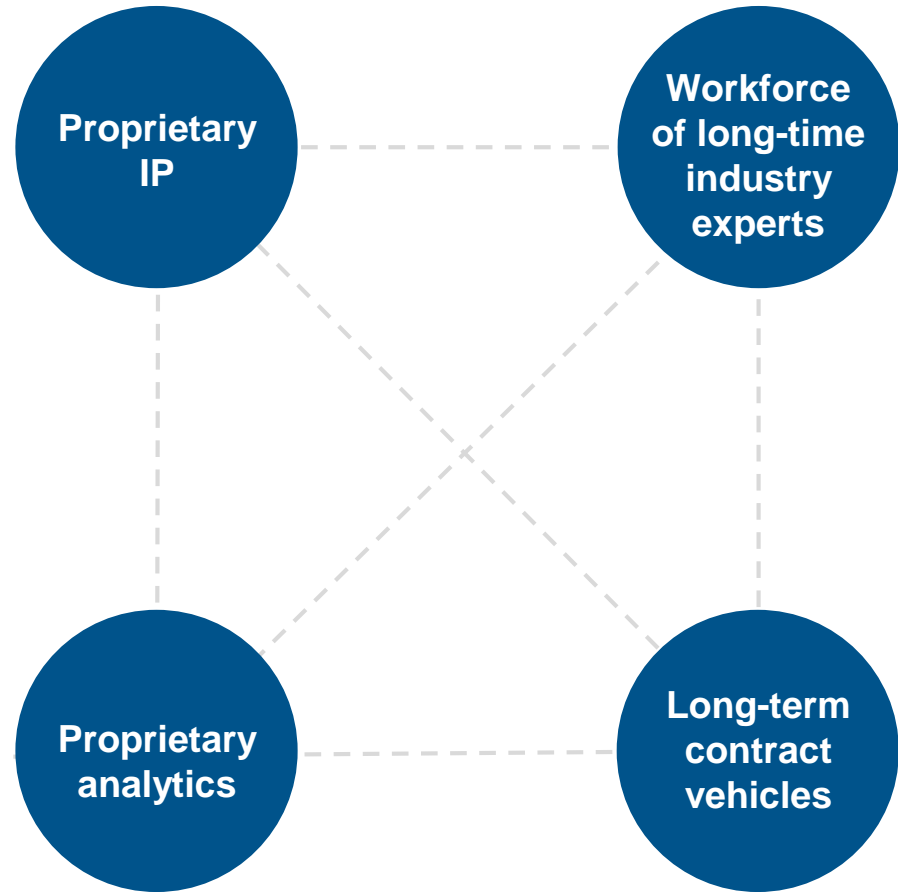 Proprietary
IP
Workforce
of long-time
industry
experts
Proprietary
analytics
Long-term
contract
vehicles